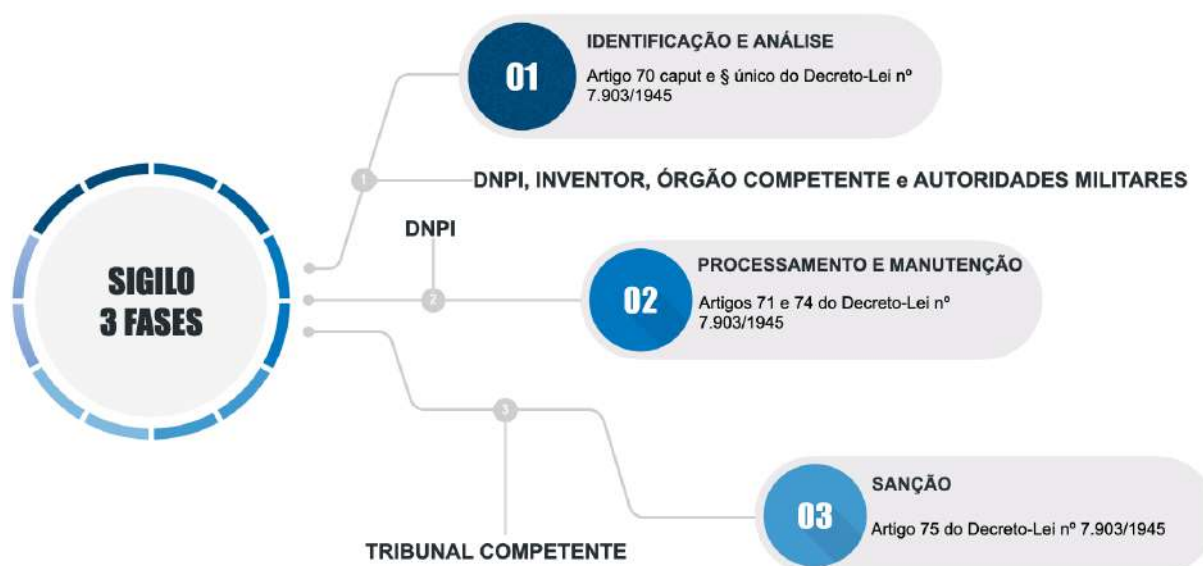 SIGILO
3 FASES
01
IDENTIFICAÇÃO E ANÁLISE
Artigo 70 caput e § único do Decreto-Lei nº
7.903/1945
1
DNPI, INVENTOR, ÓRGÃO COMPETENTE e AUTORIDADES MILITARES
DNPI
2
02
PROCESSAMENTO E MANUTENÇÃO
Artigos 71 e 74 do Decreto-Lei nº
7.903/1945
3
TRIBUNAL COMPETENTE
03
SANÇÃO
Artigo 75 do Decreto-Lei nº 7.903/1945